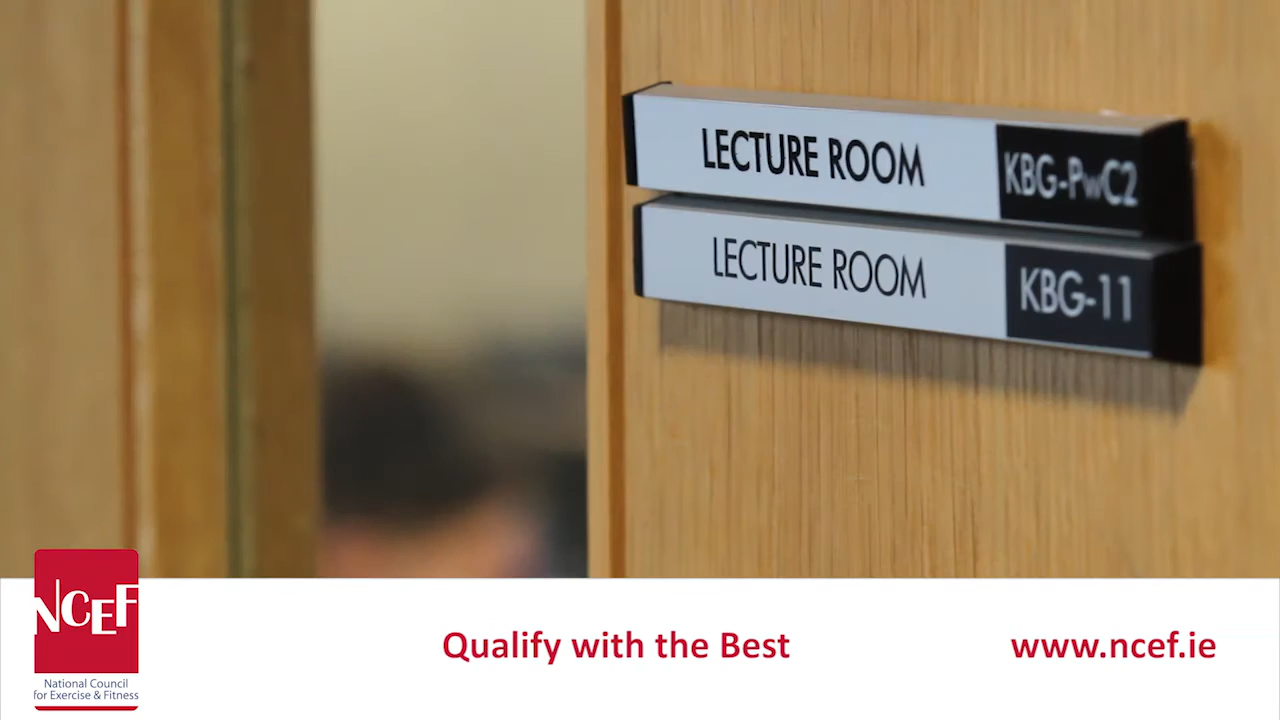 LECTURE ROOM KBG-PwC2
LECTURE ROOM KBG-11
NCEF
National Council
for Exercise & Fitness
Qualify with the Best
www.ncef.ie